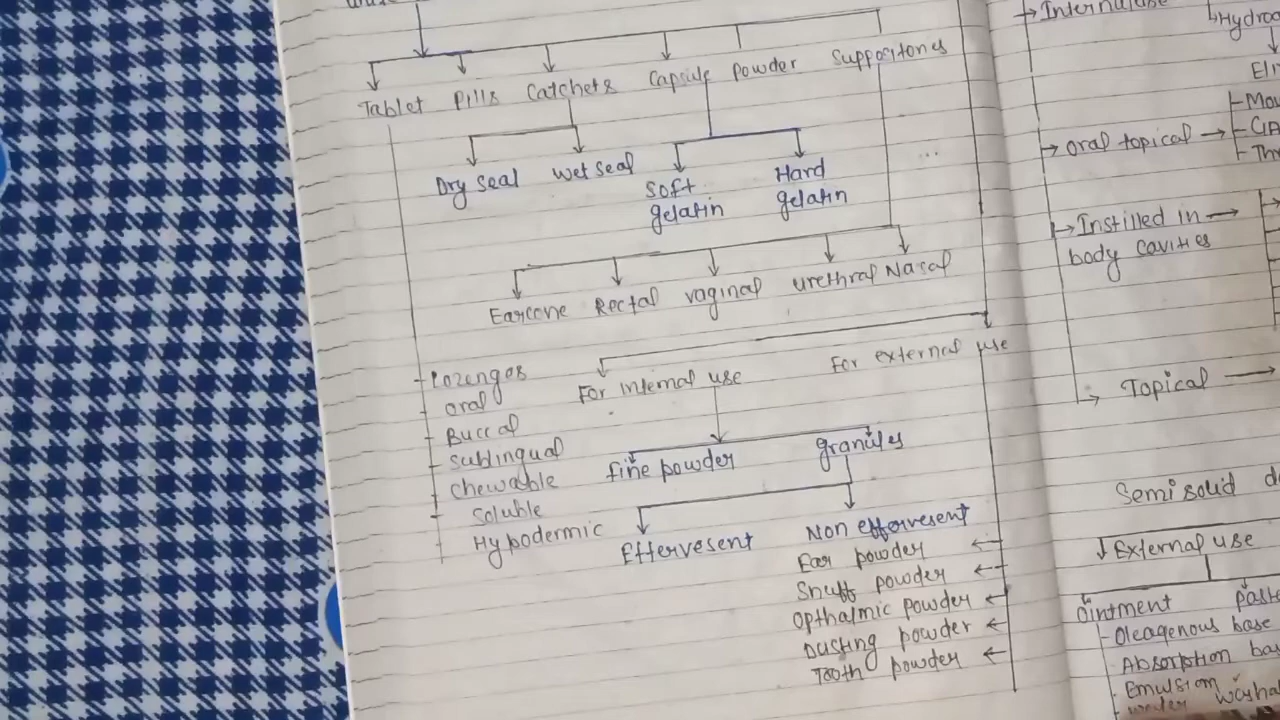 Tablet Pills Catchets Capsule Powder Suppositories
Dry seal Wet seal
Soft gelatin
Hard gelatin
Earcone Rectal vaginal urethral Nasal
For internal use
For external use
Lozenges
oral
Buccal
Sublingual
Chewable
Soluble
Hypodermic
fine powder granules
Effervesent
Non effervesent
Ear powder
Snuff powder
Opthalmic powder
Dusting powder
Tooth powder
Internal use
oral topical
Instilled in
body cavities
Topical
Semi solid
External use
Ointment
Oleagenous base
Absorption
Emulsion
water